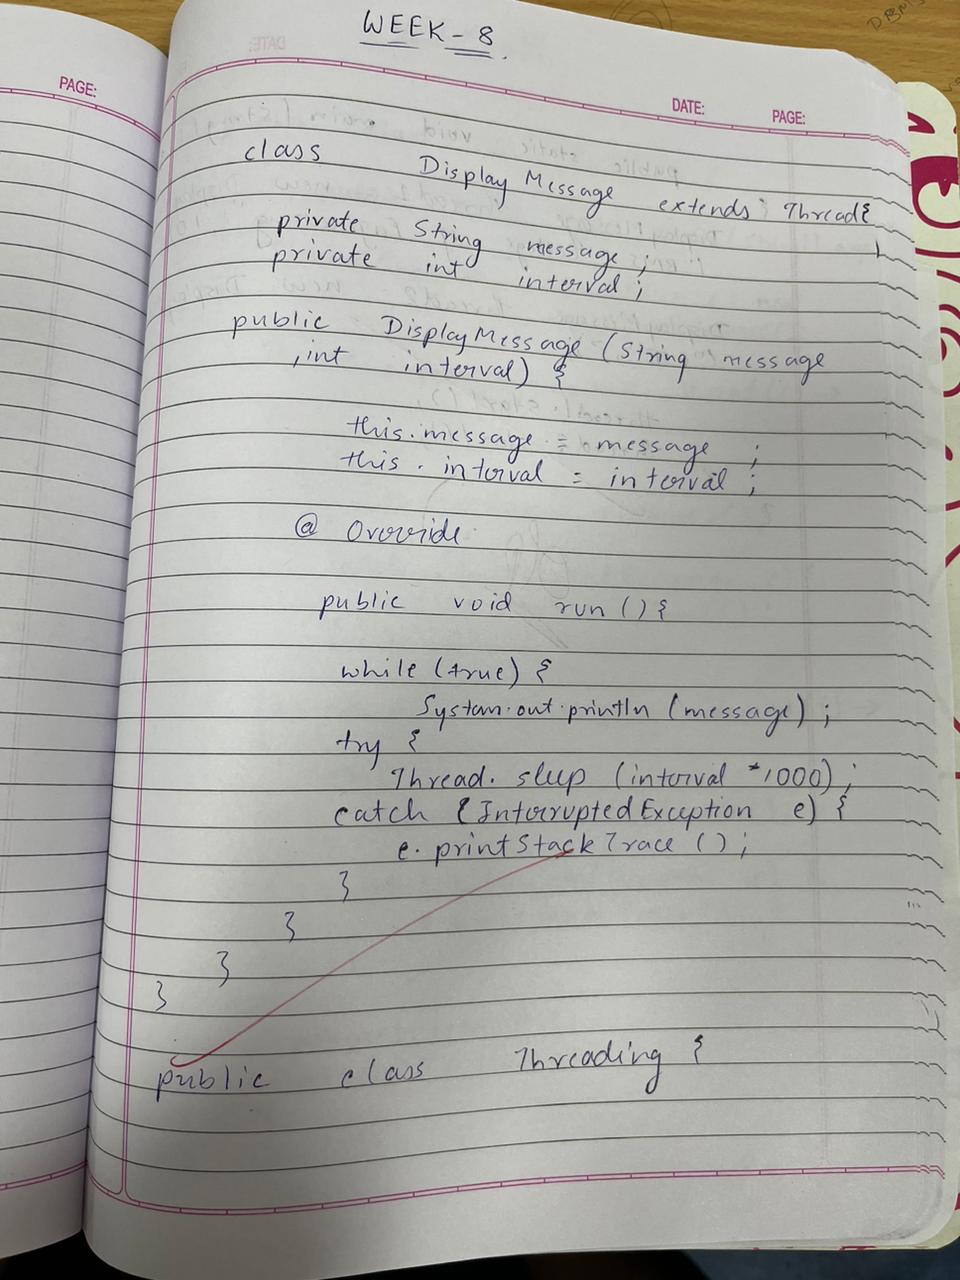 WEEK - 8.
PAGE:
DATE: PAGE:
class Display Message extends Thread{
private String message;
private int interval;
public DisplayMessage (String message
,int interval) {
this.message = message ;
this . interval = interval ;
@ Override
public void run () {
while (true) {
System.out.println (message) ;
try {
Thread. sleep (interval *1000) ;
catch (InterruptedException e) {
e. printStackTrace () ;
}
}
}
}
public class Threading {